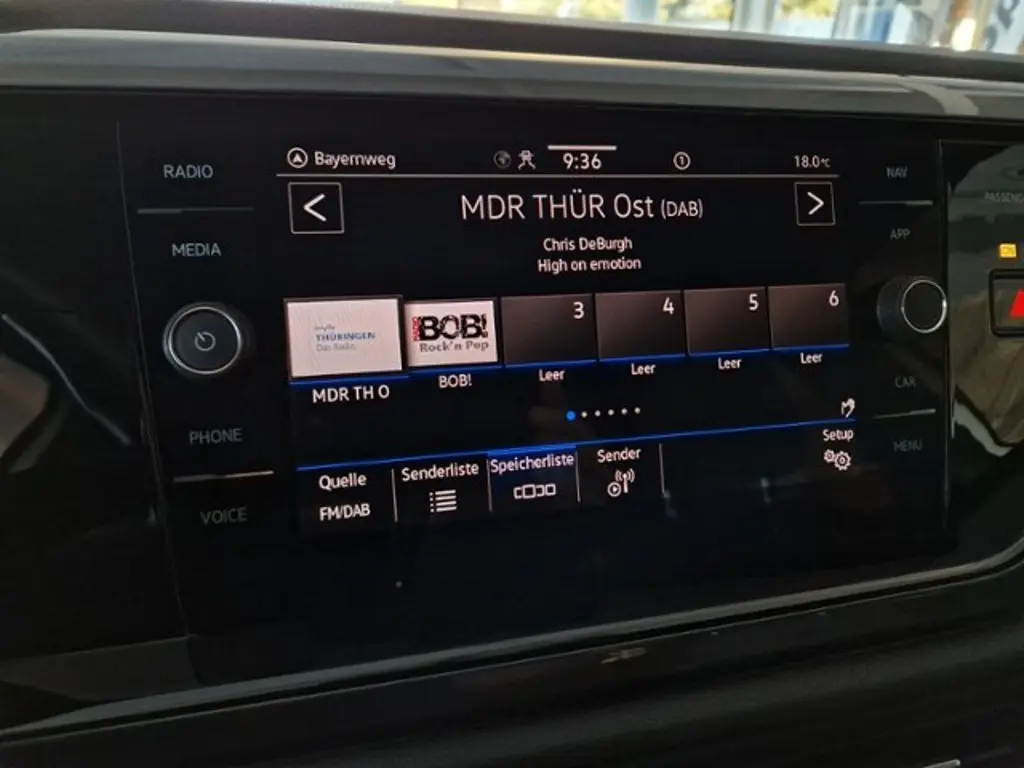 RADIO
MEDIA
PHONE
VOICE
Bayernweg
9:36
1
18.0°C
<
MDR THÜR Ost (DAB)
>
Chris DeBurgh
High on emotion
THÜRINGEN
Das Radio
RADIO
BOB!
Rock'n Pop
3
4
5
6
MDR TH O
BOB!
Leer
Leer
Leer
Leer
Quelle
FM/DAB
Senderliste
Speicherliste
Sender
Setup
NAV
APP
CAR
MENU